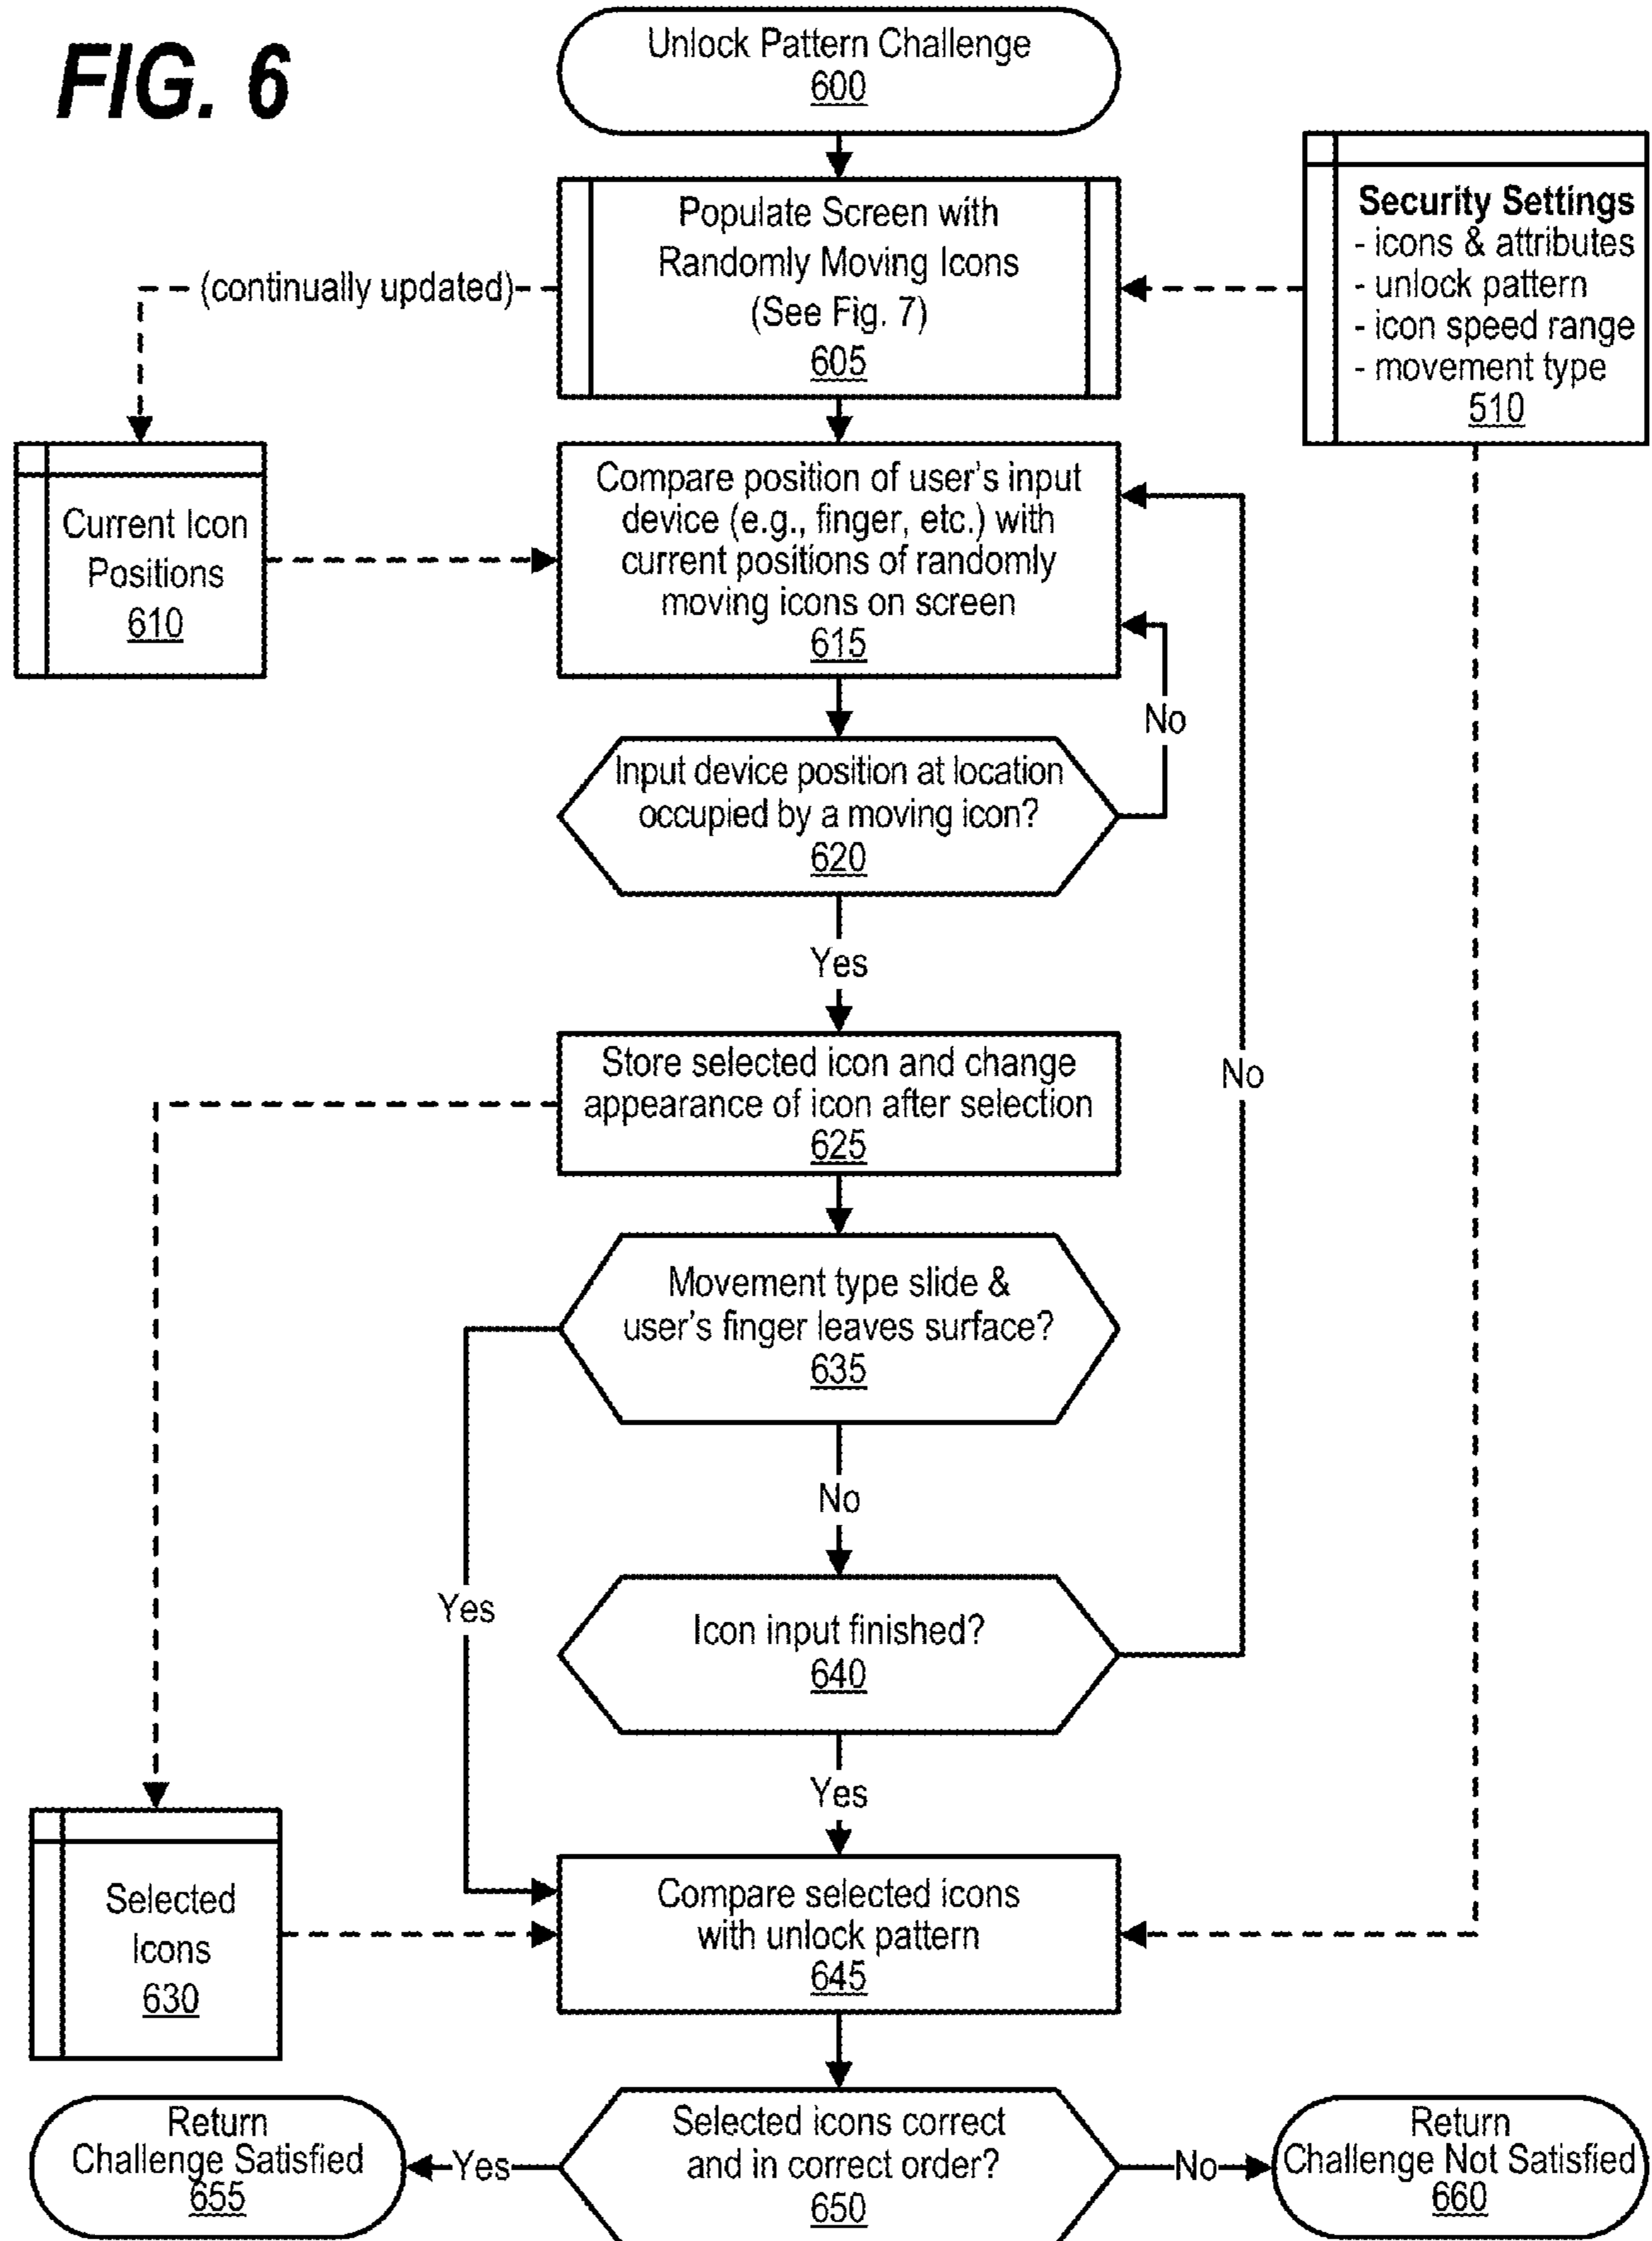 FIG. 6
Unlock Pattern Challenge
600
Populate Screen with
Randomly Moving Icons
(See Fig. 7)
605
Security Settings
- icons & attributes
- unlock pattern
- icon speed range
- movement type
510
(continually updated)
Current Icon
Positions
610
Compare position of user's input
device (e.g., finger, etc.) with
current positions of randomly
moving icons on screen
615
No
Input device position at location
occupied by a moving icon?
620
Yes
Store selected icon and change
appearance of icon after selection
625
No
Movement type slide &
user's finger leaves surface?
635
No
Yes
Icon input finished?
640
Yes
Selected
Icons
630
Compare selected icons
with unlock pattern
645
Return
Challenge Satisfied
655
Yes
Selected icons correct
and in correct order?
650
No
Return
Challenge Not Satisfied
660